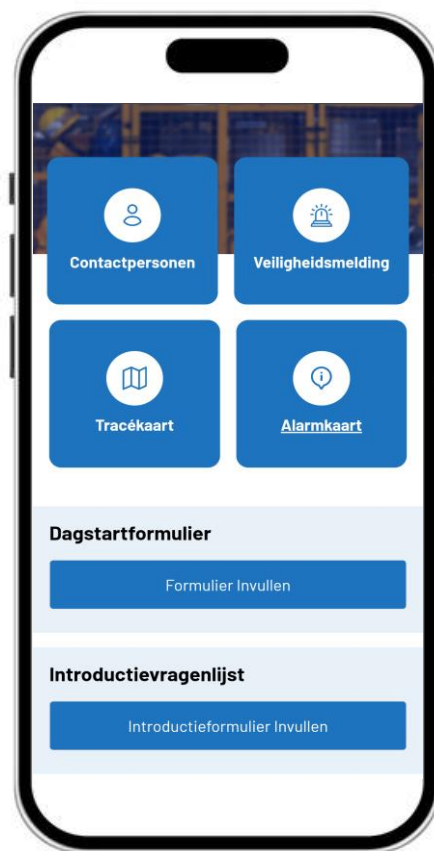 Contactpersonen
Veiligheidsmelding
Tracékaart
Alarmkaart
Dagstartformulier
Formulier Invullen
Introductievragenlijst
Introductieformulier Invullen